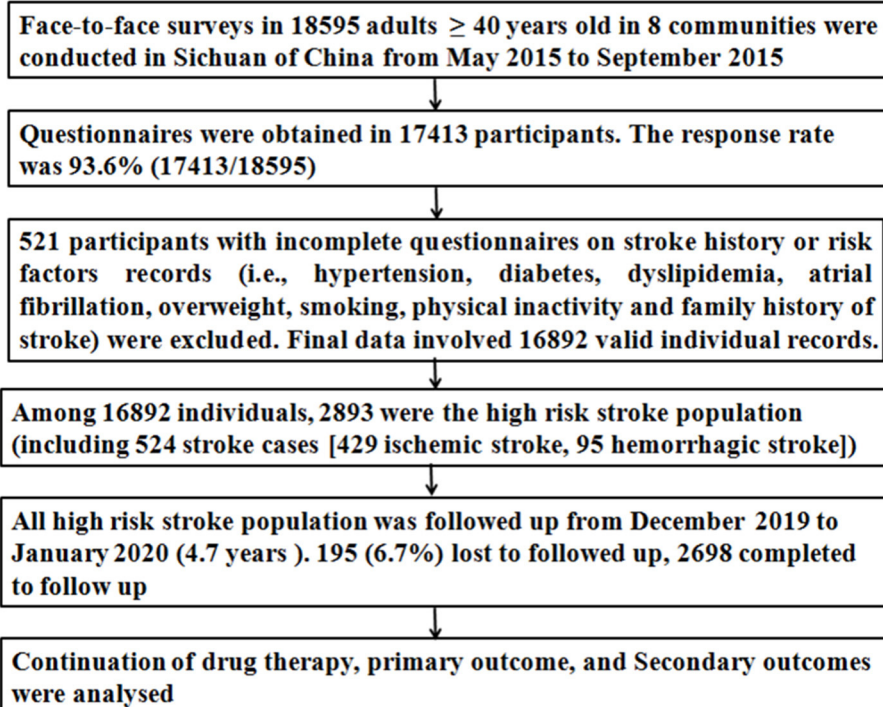 Face-to-face surveys in 18595 adults ≥ 40 years old in 8 communities were
conducted in Sichuan of China from May 2015 to September 2015
Questionnaires were obtained in 17413 participants. The response rate
was 93.6% (17413/18595)
521 participants with incomplete questionnaires on stroke history or risk
factors records (i.e., hypertension, diabetes, dyslipidemia, atrial
fibrillation, overweight, smoking, physical inactivity and family history of
stroke) were excluded. Final data involved 16892 valid individual records.
Among 16892 individuals, 2893 were the high risk stroke population
(including 524 stroke cases [429 ischemic stroke, 95 hemorrhagic stroke])
All high risk stroke population was followed up from December 2019 to
January 2020 (4.7 years ). 195 (6.7%) lost to followed up, 2698 completed
to follow up
Continuation of drug therapy, primary outcome, and Secondary outcomes
were analysed